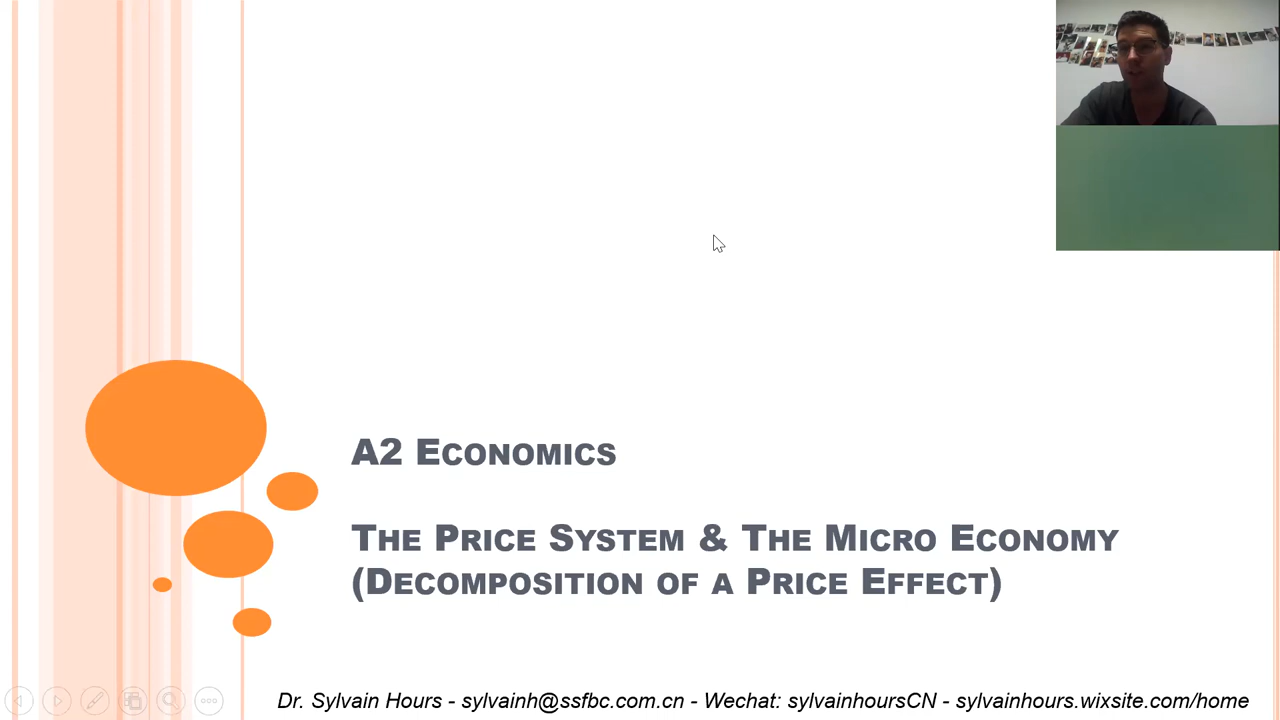 A2 Economics
The Price System & The Micro Economy
(Decomposition of a Price Effect)
Dr. Sylvain Hours - sylvainh@ssfbc.com.cn - Wechat: sylvainhoursCN - sylvainhours.wixsite.com/home